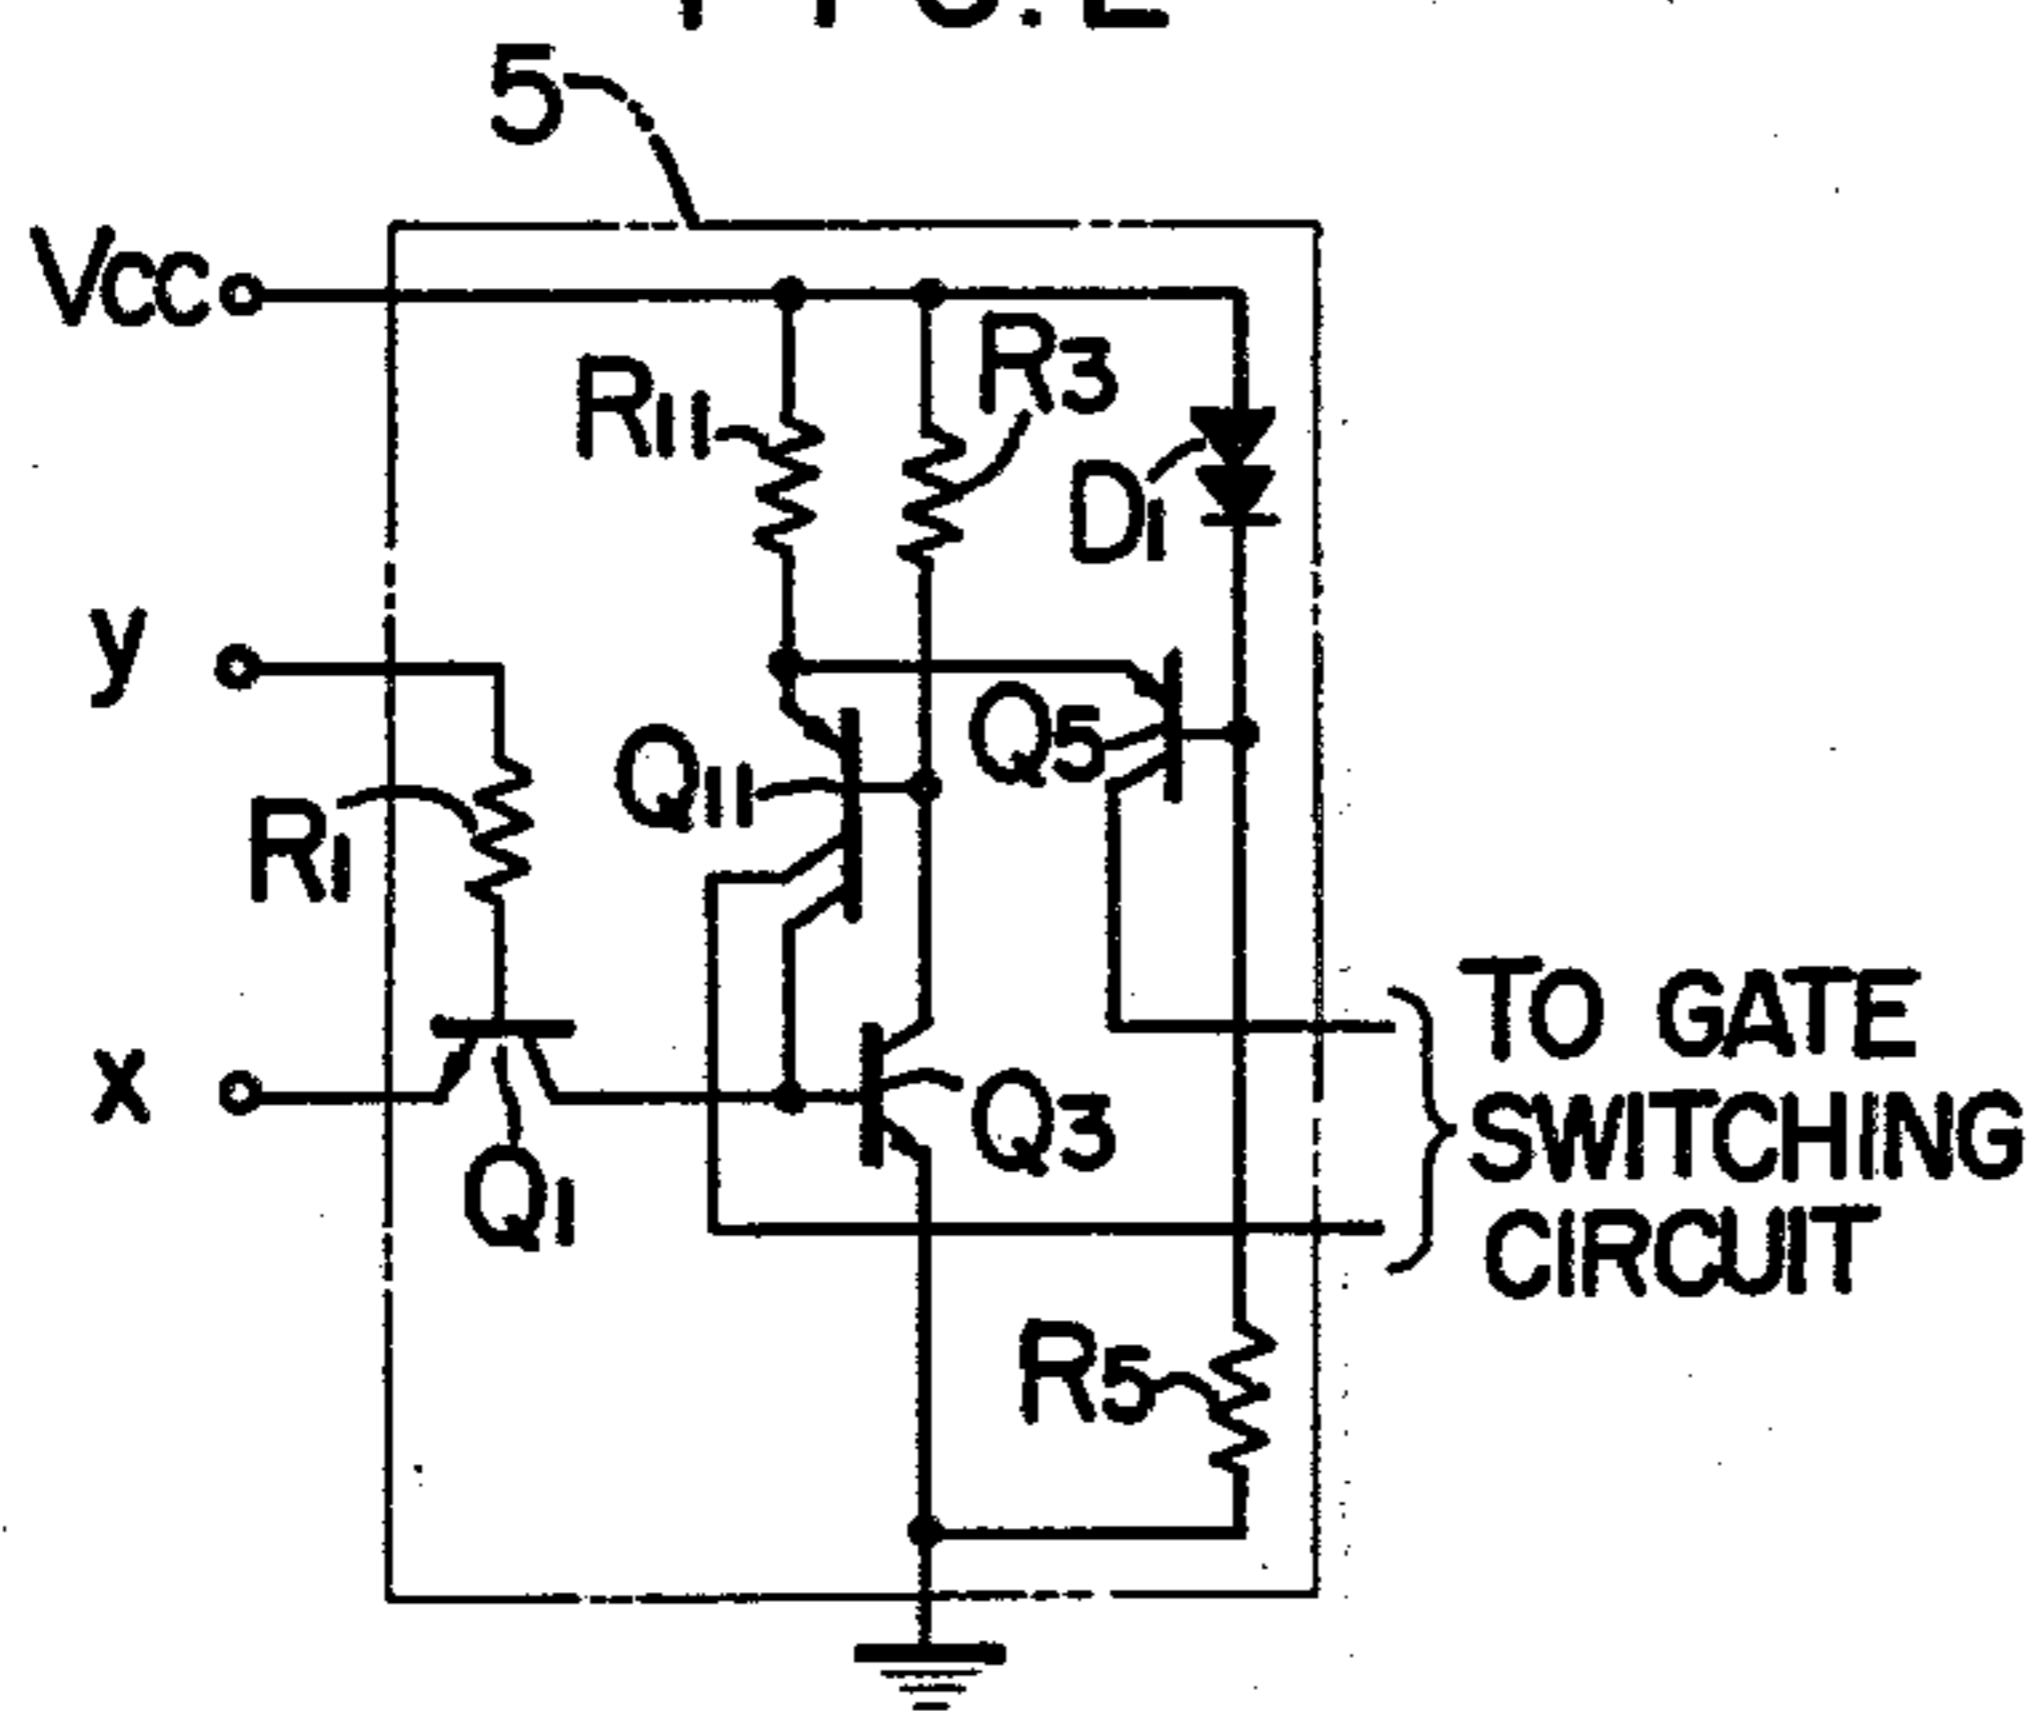 5
Vcc
R11
R3
D1
y
Q11
Q5
R1
x
Q1
Q3
TO GATE
SWITCHING
CIRCUIT
R5